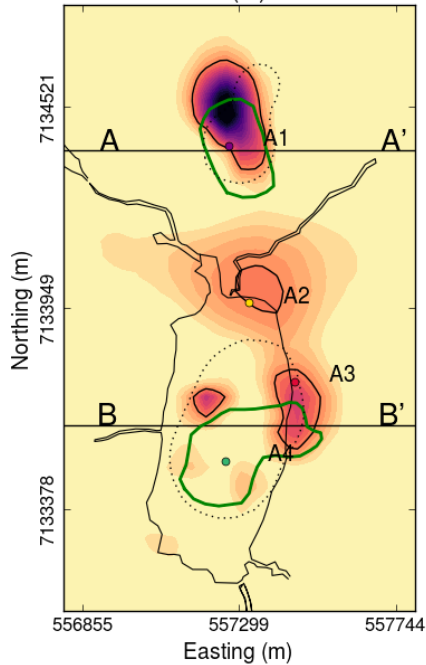 7134521
A A'
A1
Northing (m)
7133949
A2
A3
B B'
A4
7133378
556855 557299 557744
Easting (m)